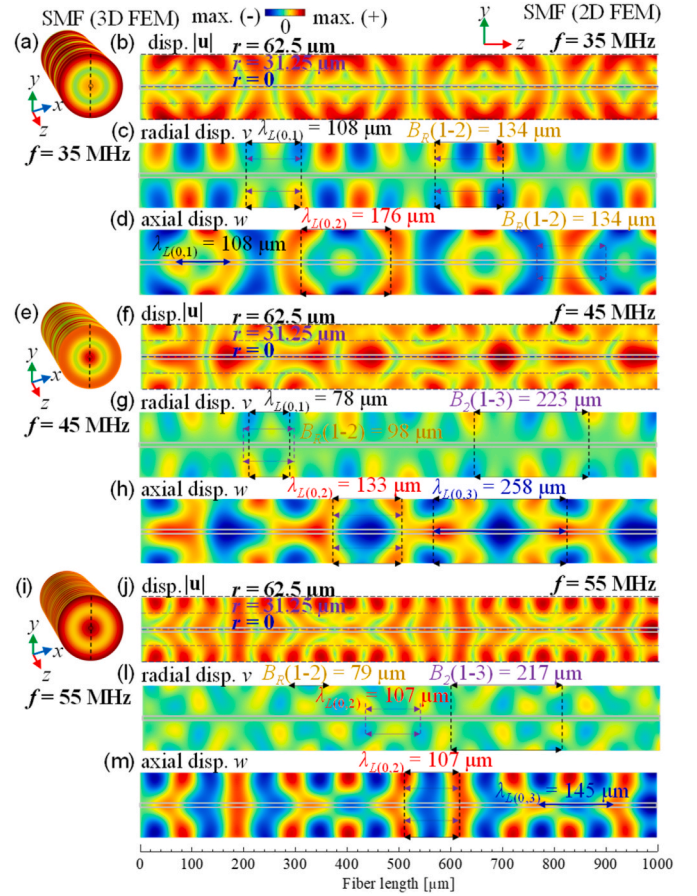 SMF (3D FEM) max. (-) 0 max. (+) SMF (2D FEM)
(a) (b) disp. |u| r = 62.5 µm y z f = 35 MHz
r = 31.25 µm
r = 0
y x z
(c) radial disp. v λL(0,1) = 108 µm BR(1-2) = 134 µm
f = 35 MHz
(d) axial disp. w λL(0,2) = 176 µm BR(1-2) = 134 µm
λL(0,1) = 108 µm
(e) (f) disp.|u| r = 62.5 µm f = 45 MHz
r = 31.25 µm
r = 0
y x z
(g) radial disp. v λL(0,1) = 78 µm B2(1-3) = 223 µm
f = 45 MHz BR(1-2) = 98 µm
(h) axial disp. w λL(0,2) = 133 µm λL(0,3) = 258 µm
(i) (j) disp.|u| r = 62.5 µm f = 55 MHz
r = 31.25 µm
r = 0
y x z
(l) radial disp. v BR(1-2) = 79 µm B2(1-3) = 217 µm
f = 55 MHz λL(0,2) = 107 µm
(m) axial disp. w λL(0,2) = 107 µm
λL(0,3) = 145 µm
0 100 200 300 400 500 600 700 800 900 1000
Fiber length [µm]